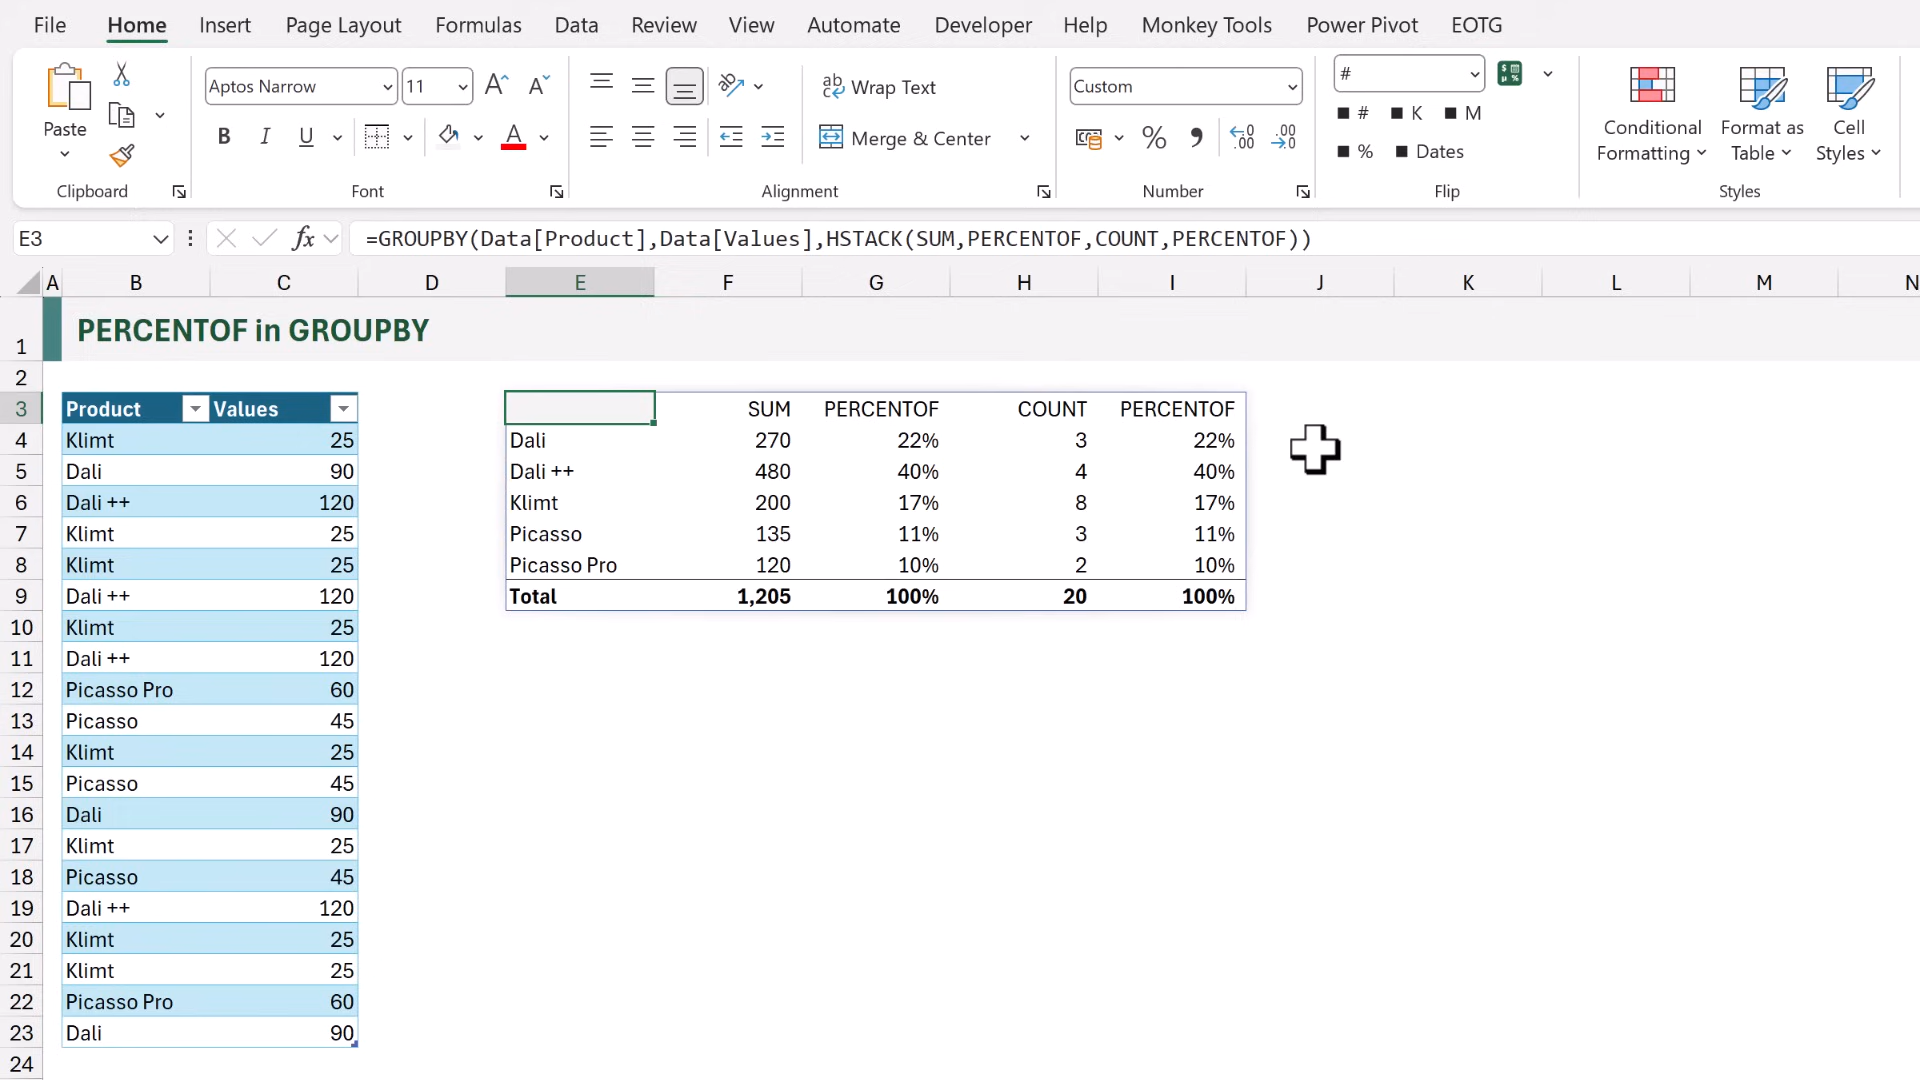 File Home Insert Page Layout Formulas Data Review View Automate Developer Help Monkey Tools Power Pivot EOTG
Aptos Narrow 11 A A ab Wrap Text Custom # # K M
Paste B I U A Merge & Center % , .00 .00 % Dates Conditional Formatting Format as Table Cell Styles
Clipboard Font Alignment Number Flip Styles
E3 fx =GROUPBY(Data[Product],Data[Values],HSTACK(SUM,PERCENTOF,COUNT,PERCENTOF))
A B C D E F G H I J K L M N
1 PERCENTOF in GROUPBY
2
3 Product Values SUM PERCENTOF COUNT PERCENTOF
4 Klimt 25 Dali 270 22% 3 22%
5 Dali 90 Dali ++ 480 40% 4 40%
6 Dali ++ 120 Klimt 200 17% 8 17%
7 Klimt 25 Picasso 135 11% 3 11%
8 Klimt 25 Picasso Pro 120 10% 2 10%
9 Dali ++ 120 Total 1,205 100% 20 100%
10 Klimt 25
11 Dali ++ 120
12 Picasso Pro 60
13 Picasso 45
14 Klimt 25
15 Picasso 45
16 Dali 90
17 Klimt 25
18 Picasso 45
19 Dali ++ 120
20 Klimt 25
21 Klimt 25
22 Picasso Pro 60
23 Dali 90
24